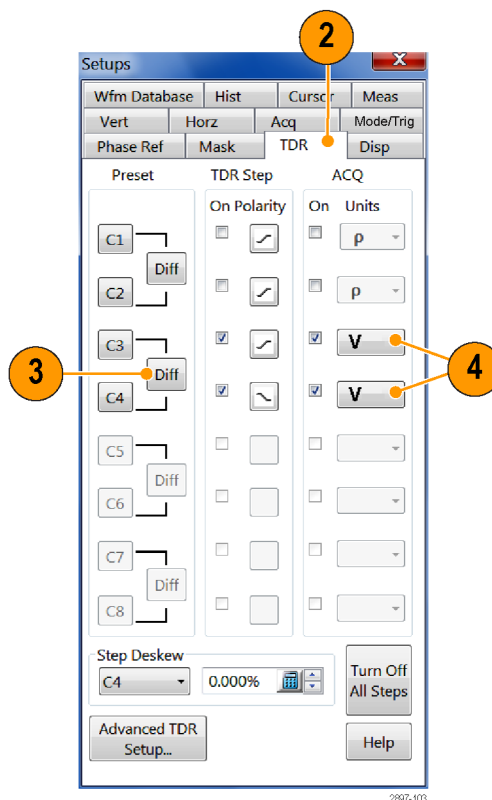 2
Setups
X
Wfm Database Hist Cursor Meas
Vert Horz Acq Mode/Trig
Phase Ref Mask TDR Disp
Preset TDR Step ACQ
On Polarity On Units
C1 ρ
Diff
C2 ρ
C3 V
3 Diff 4
C4 V
C5
Diff
C6
C7
Diff
C8
Step Deskew
C4 0.000%
Turn Off
All Steps
Advanced TDR
Setup...
Help
2897-403